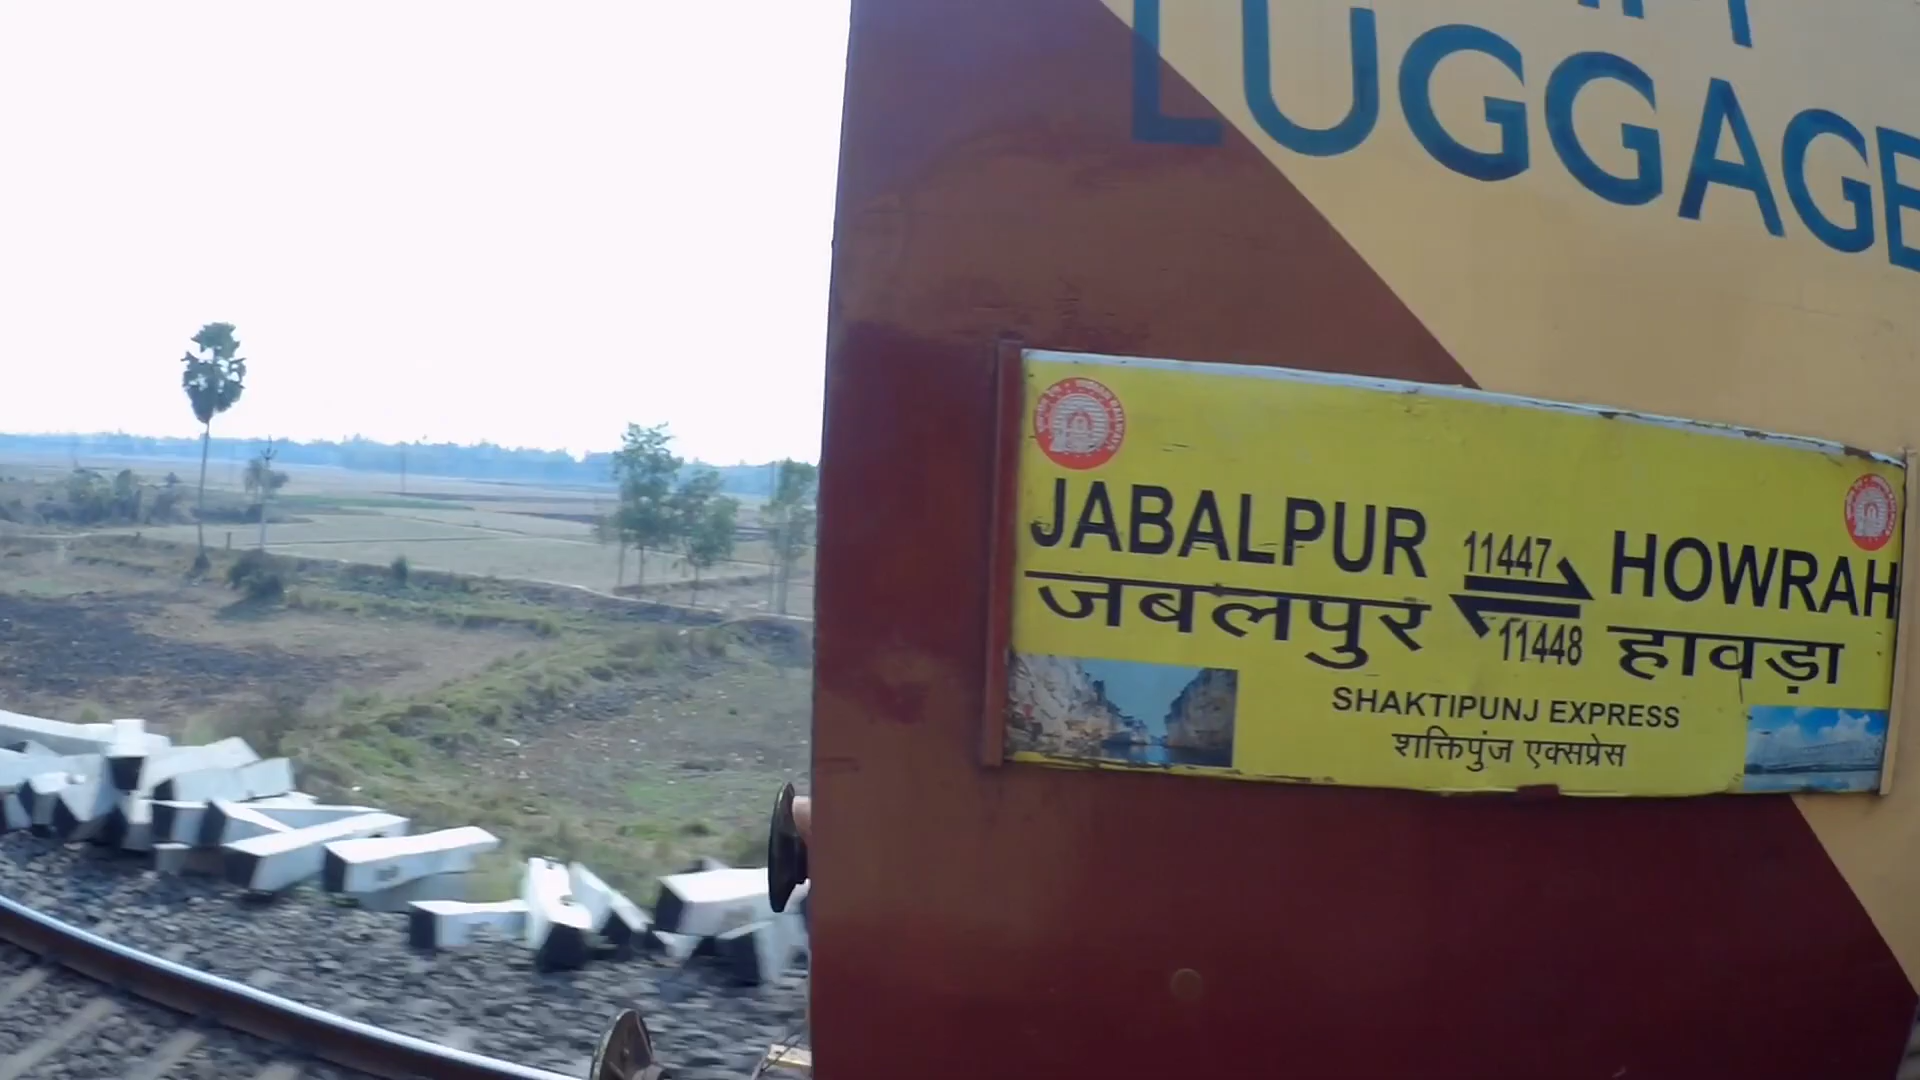 LUGGAGE
JABALPUR 11447 HOWRAH
जबलपुर 11448 हावड़ा
SHAKTIPUNJ EXPRESS
शक्तिपुंज एक्सप्रेस